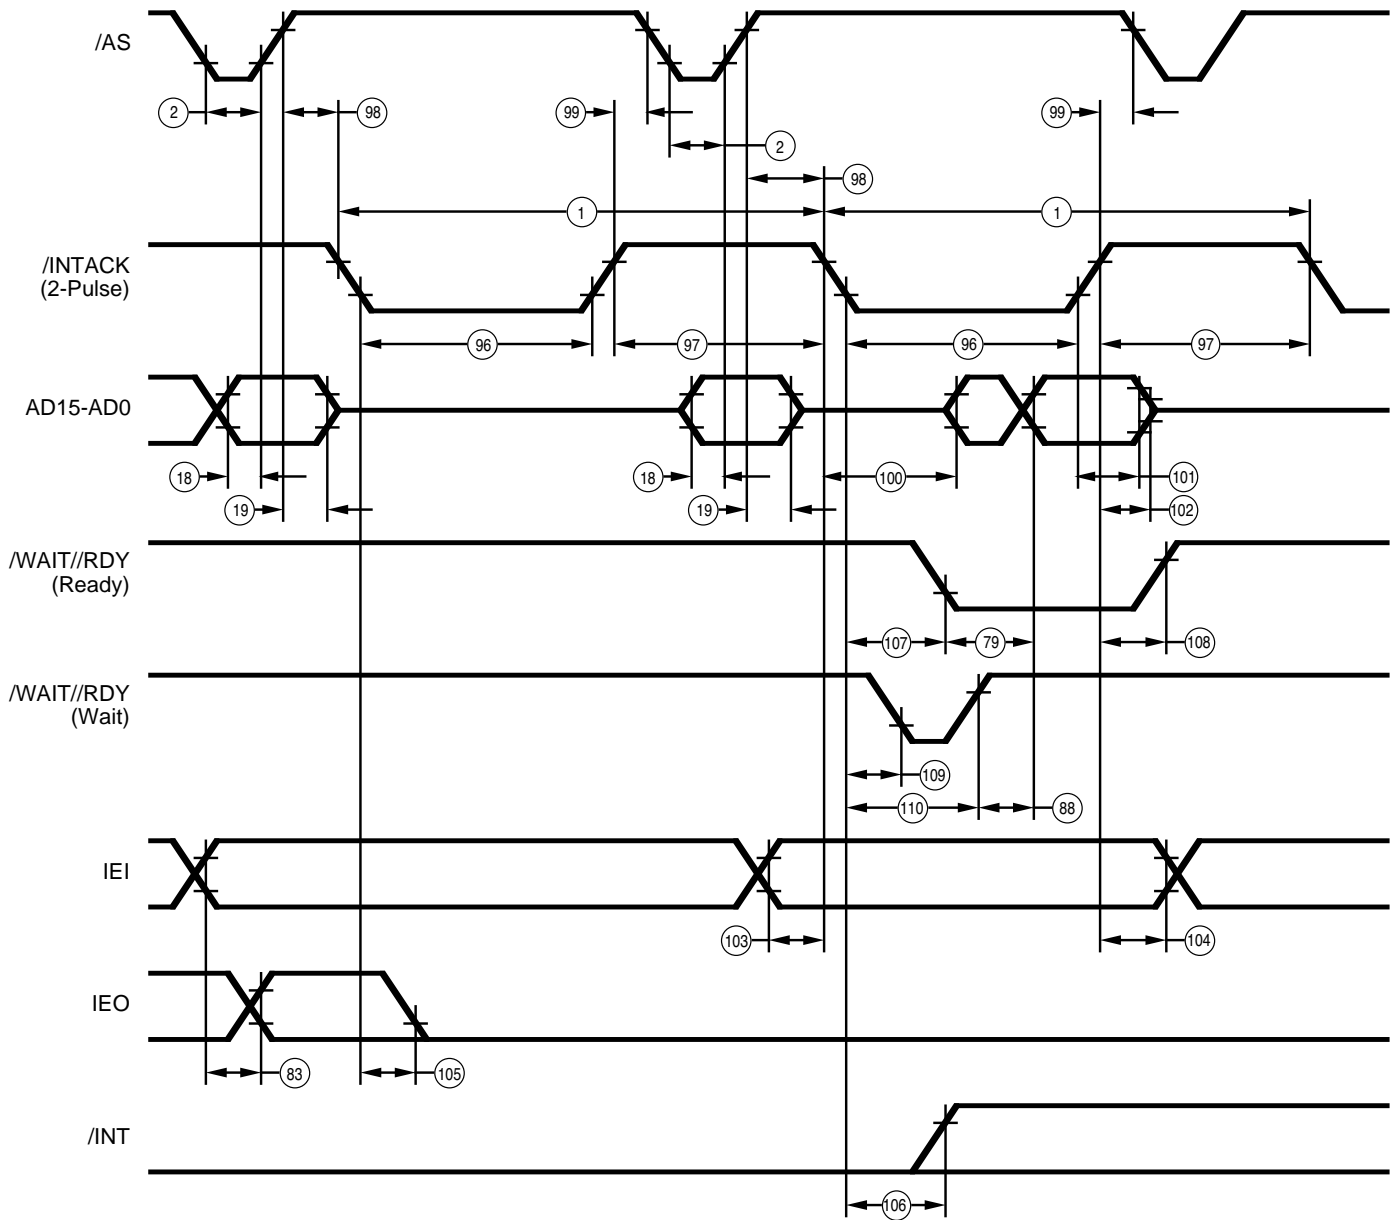 /AS
2
98
99
2
99
98
1
1
/INTACK
(2-Pulse)
96
97
96
97
AD15-AD0
18
18
100
101
19
19
102
/WAIT//RDY
(Ready)
107
79
108
/WAIT//RDY
(Wait)
109
110
88
IEI
103
104
IEO
83
105
/INT
106